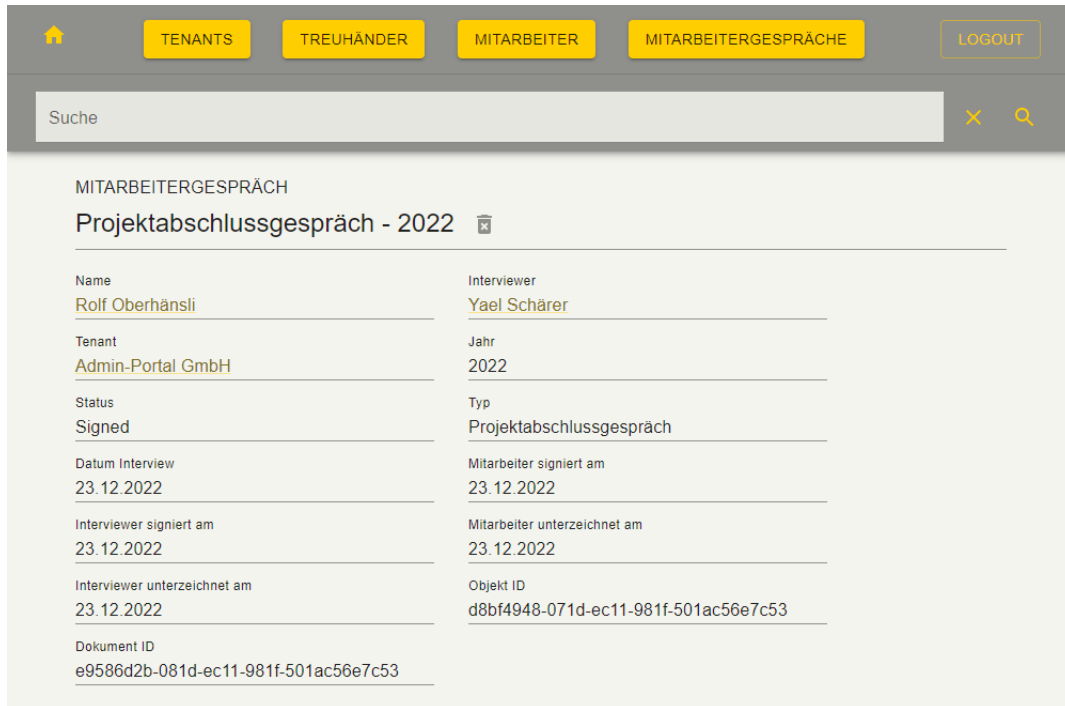 TENANTS TREUHÄNDER MITARBEITER MITARBEITERGESPRÄCHE LOGOUT
Suche
MITARBEITERGESPRÄCH
Projektabschlussgespräch - 2022
Name Interviewer
Rolf Oberhänsli Yael Schärer
Tenant Jahr
Admin-Portal GmbH 2022
Status Typ
Signed Projektabschlussgespräch
Datum Interview Mitarbeiter signiert am
23.12.2022 23.12.2022
Interviewer signiert am Mitarbeiter unterzeichnet am
23.12.2022 23.12.2022
Interviewer unterzeichnet am Objekt ID
23.12.2022 d8bf4948-071d-ec11-981f-501ac56e7c53
Dokument ID
e9586d2b-081d-ec11-981f-501ac56e7c53